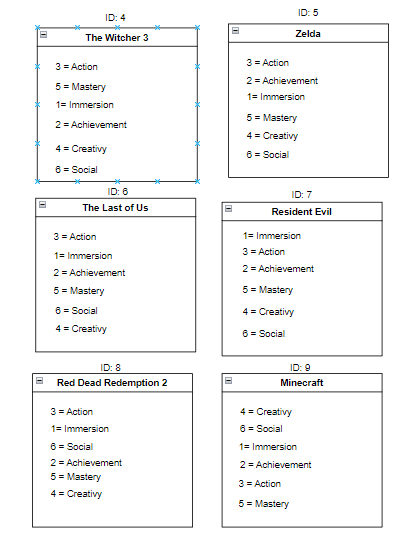 ID: 4
The Witcher 3
3 = Action
5 = Mastery
1= Immersion
2 = Achievement
4 = Creativy
6 = Social
ID: 5
Zelda
3 = Action
2 = Achievement
1= Immersion
5 = Mastery
4 = Creativy
6 = Social
ID: 6
The Last of Us
3 = Action
1= Immersion
2 = Achievement
5 = Mastery
6 = Social
4 = Creativy
ID: 7
Resident Evil
1= Immersion
3 = Action
2 = Achievement
5 = Mastery
4 = Creativy
6 = Social
ID: 8
Red Dead Redemption 2
3 = Action
1= Immersion
6 = Social
2 = Achievement
5 = Mastery
4 = Creativy
ID: 9
Minecraft
4 = Creativy
6 = Social
1= Immersion
2 = Achievement
3 = Action
5 = Mastery